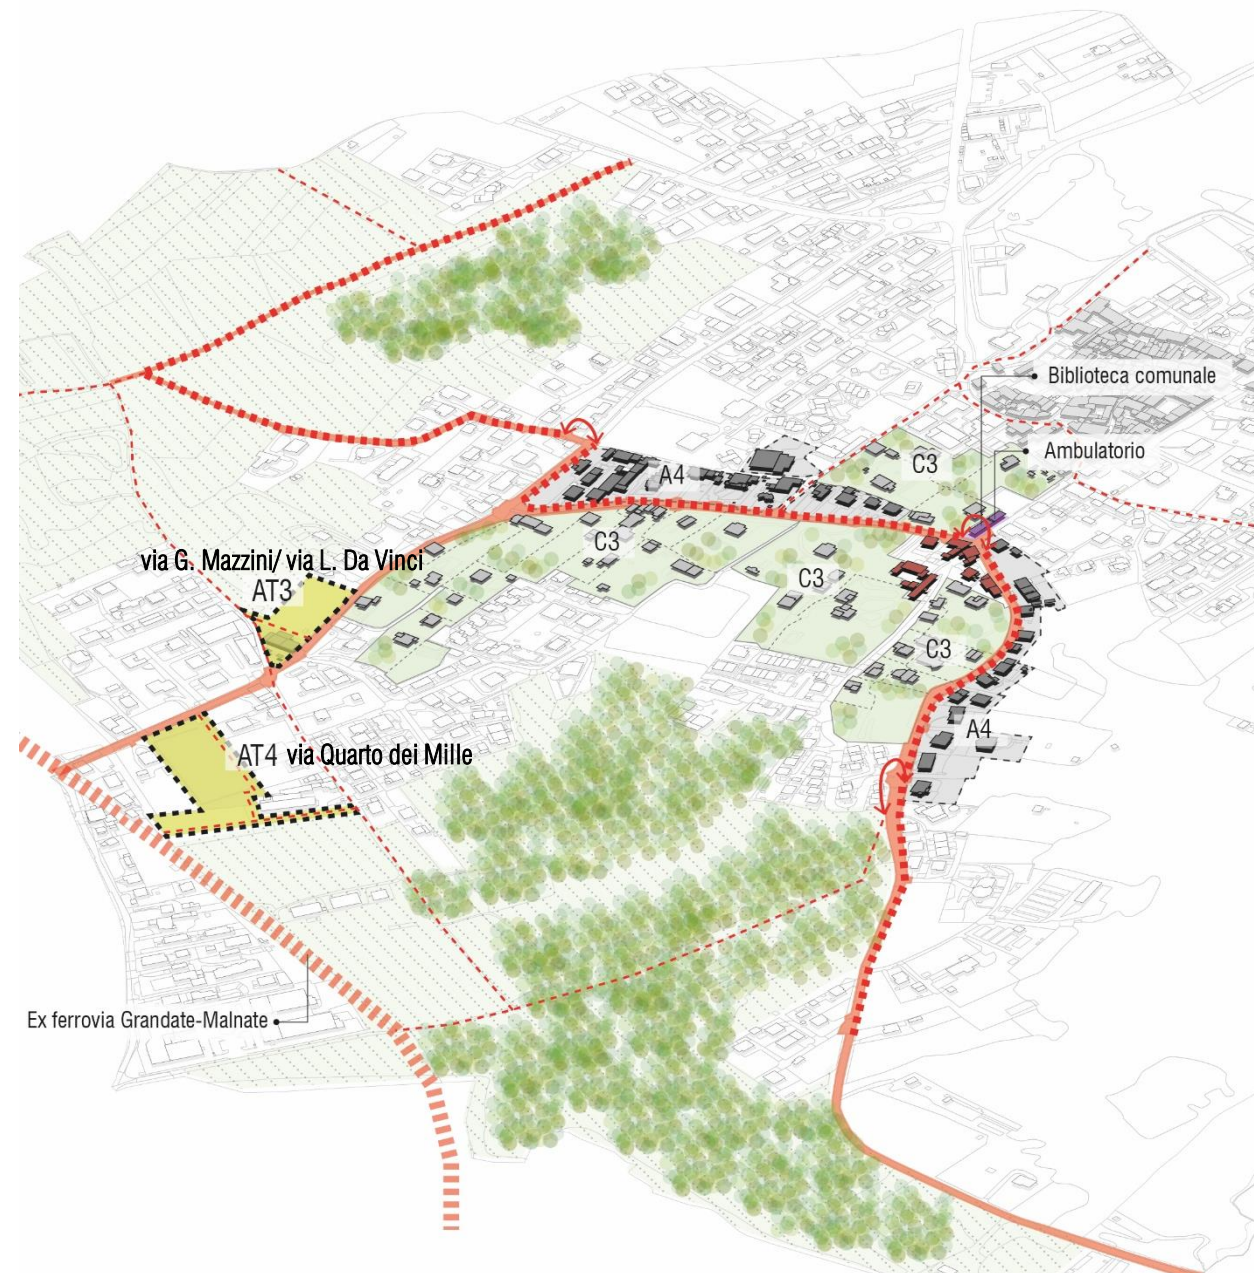 Biblioteca comunale
Ambulatorio
C3
A4
C3
via G. Mazzini/ via L. Da Vinci
C3
AT3
C3
A4
AT4 via Quarto dei Mille
Ex ferrovia Grandate-Malnate